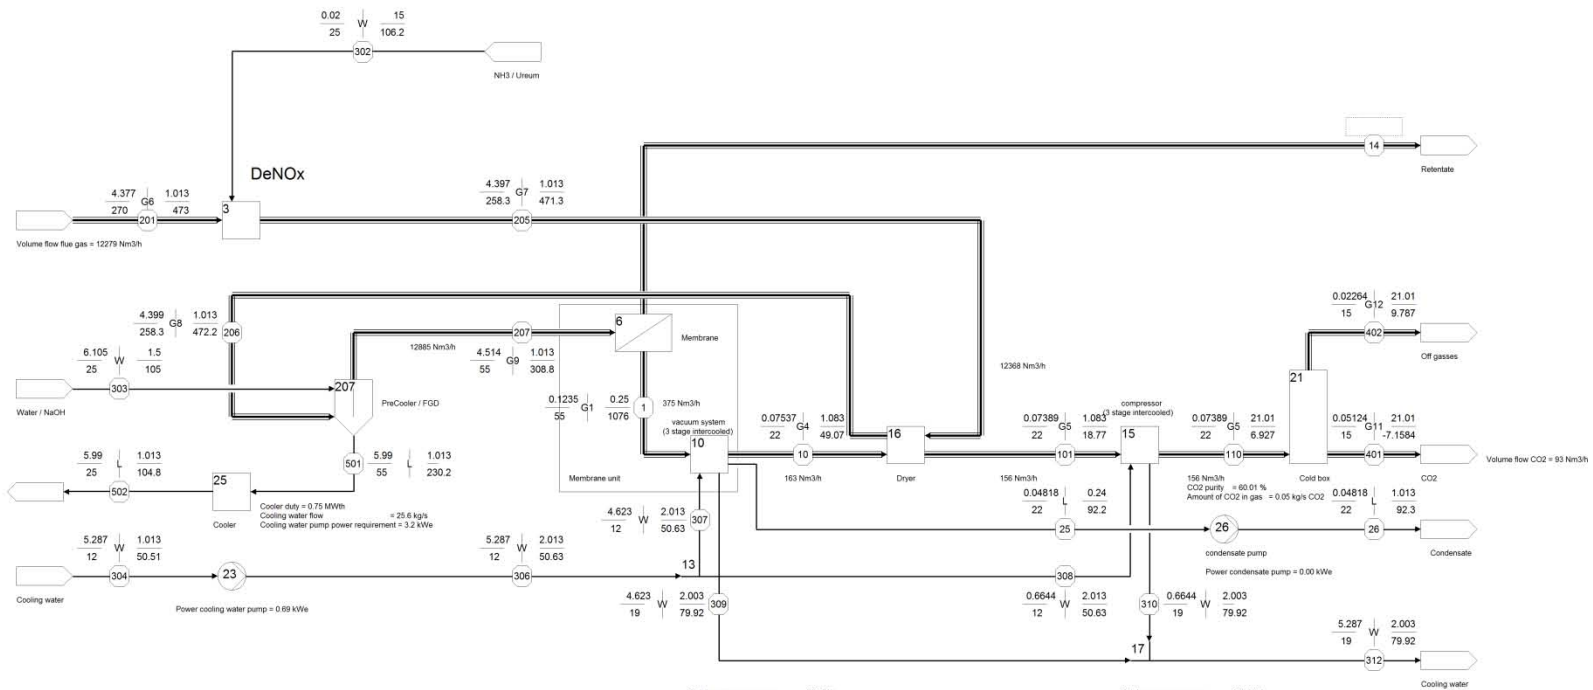 0.02 W 15
25 106.2
302
NH3 / Ureum
14
Retentate
DeNOx
4.377 G6 1.013
270 473
201
3
4.397 G7 1.013
258.3 471.3
205
Volume flow flue gas = 12279 Nm3/h
4.399 G8 1.013
258.3 472.2
206
207
12885 Nm3/h
4.514 G9 1.013
55 308.8
6
Membrane
0.02264 G12 21.01
15 9.787
402
Off gasses
6.105 W 1.5
25 105
303
Water / NaOH
207
PreCooler / FGD
12368 Nm3/h
0.1235 G1 0.25
55 1076
1
375 Nm3/h
vacuum system
(3 stage intercooled)
10
Membrane unit
0.07537 G4 1.083
22 49.07
10
163 Nm3/h
16
Dryer
0.07389 G5 1.083
22 18.77
101
156 Nm3/h
compressor
(3 stage intercooled)
15
0.07389 G5 21.01
22 6.927
110
156 Nm3/h
CO2 purity = 60.01 %
Amount of CO2 in gas = 0.05 kg/s CO2
21
Cold box
0.05124 G11 21.01
15 -7.1584
401
CO2
Volume flow CO2 = 93 Nm3/h
5.99 L 1.013
25 104.8
502
25
Cooler
5.99 L 1.013
55 230.2
501
Cooler duty = 0.75 MWth
Cooling water flow = 25.6 kg/s
Cooling water pump power requirement = 3.2 kWe
4.623 W 2.013
12 50.63
307
0.04818 L 0.24
22 92.2
25
26
condensate pump
Power condensate pump = 0.00 kWe
0.04818 L 1.013
22 92.3
26
Condensate
5.287 W 1.013
12 50.51
304
Cooling water
23
Power cooling water pump = 0.69 kWe
5.287 W 2.013
12 50.63
306
13
308
4.623 W 2.003
19 79.92
309
0.6644 W 2.013
12 50.63
310
0.6644 W 2.003
19 79.92
17
5.287 W 2.003
19 79.92
312
Cooling water